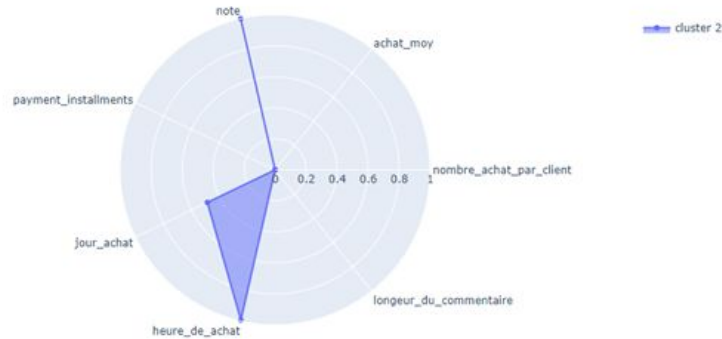 note
cluster 2
achat_moy
payment_installments
nombre_achat_par_client
0 0.2 0.4 0.6 0.8 1
jour_achat
longeur_du_commentaire
heure_de_achat